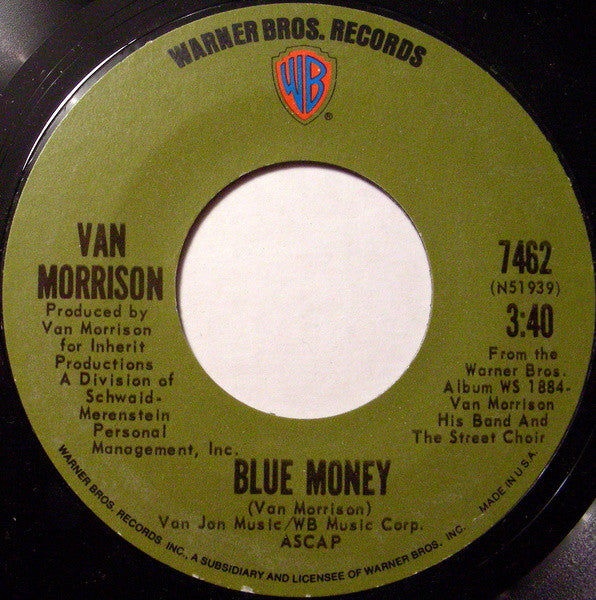 WARNER BROS. RECORDS
WB
®
VAN
MORRISON
Produced by
Van Morrison
for Inherit
Productions
A Division of
Schwaid-
Merenstein
Personal
Management, Inc.
7462
(N51939)
3:40
From the
Warner Bros.
Album WS 1884-
Van Morrison
His Band And
The Street Choir
BLUE MONEY
(Van Morrison)
Van Jan Music/WB Music Corp.
ASCAP
WARNER BROS. RECORDS INC., A SUBSIDIARY AND LICENSEE OF WARNER BROS. INC.
MADE IN U.S.A.